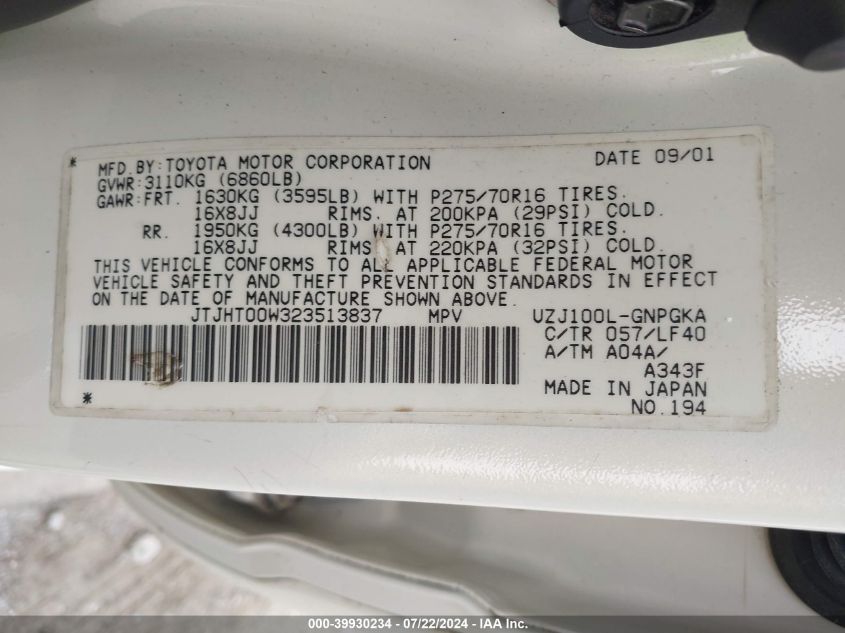 * MFD.BY:TOYOTA MOTOR CORPORATION DATE 09/01
GVWR:3110KG (6860LB)
GAWR:FRT. 1630KG (3595LB) WITH P275/70R16 TIRES.
16X8JJ RIMS. AT 200KPA (29PSI) COLD.
RR. 1950KG (4300LB) WITH P275/70R16 TIRES.
16X8JJ RIMS. AT 220KPA (32PSI) COLD.
THIS VEHICLE CONFORMS TO ALL APPLICABLE FEDERAL MOTOR
VEHICLE SAFETY AND THEFT PREVENTION STANDARDS IN EFFECT
ON THE DATE OF MANUFACTURE SHOWN ABOVE.
JTJHT00W323513837 MPV UZJ100L-GNPGKA
C/TR 057/LF40
A/TM A04A/
A343F
MADE IN JAPAN
* NO.194
000-39930234 - 07/22/2024 - IAA Inc.